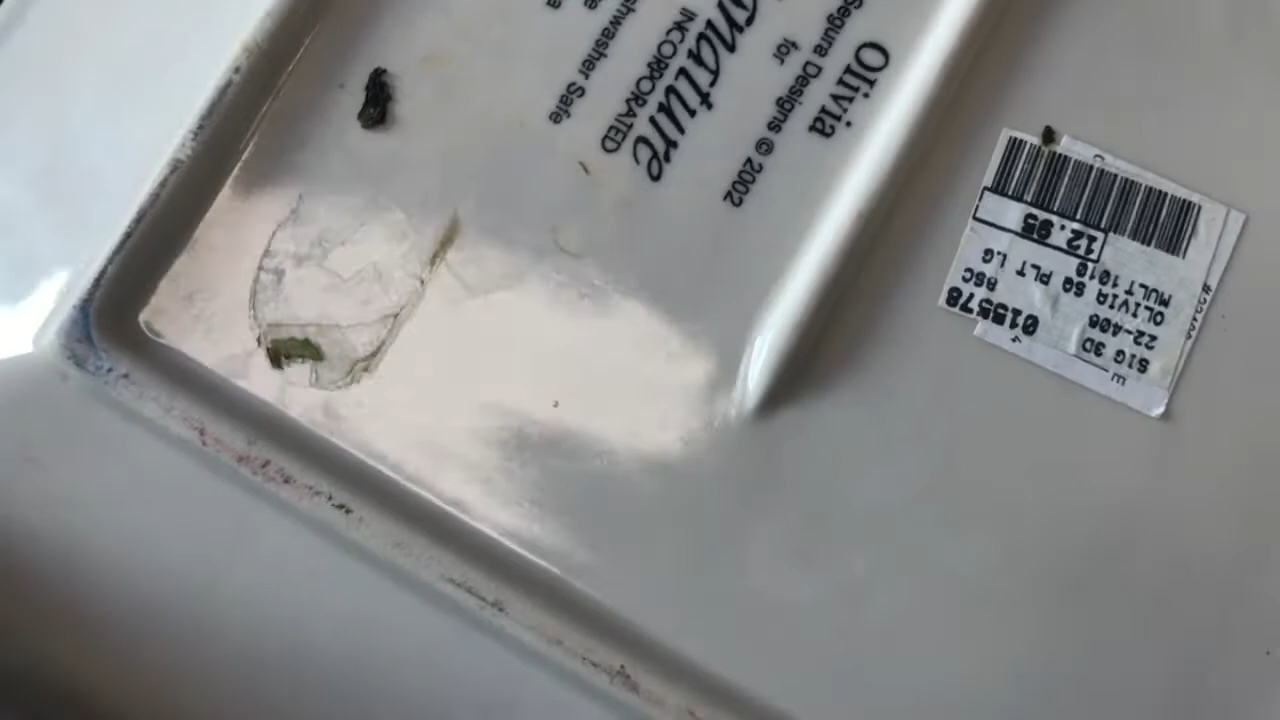 Olivia
for
Segura Designs © 2002
nature
INCORPORATED
shwasher Safe
12.95
OLIVIA SQ PLT LG
MULT 1010
BSC
22-406
SIG 3D
015578
E